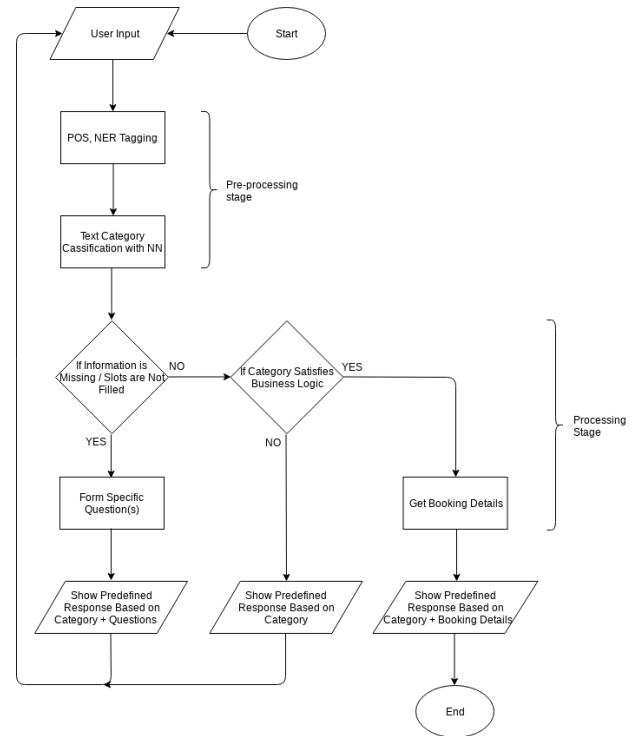 User Input
Start
POS, NER Tagging
Pre-processing
stage
Text Category
Cassification with NN
If Information is
Missing / Slots are Not
Filled
NO
If Category Satisfies
Business Logic
YES
Processing
Stage
YES
NO
Form Specific
Question(s)
Get Booking Details
Show Predefined
Response Based on
Category + Questions
Show Predefined
Response Based on
Category
Show Predefined
Response Based on
Category + Booking Details
End